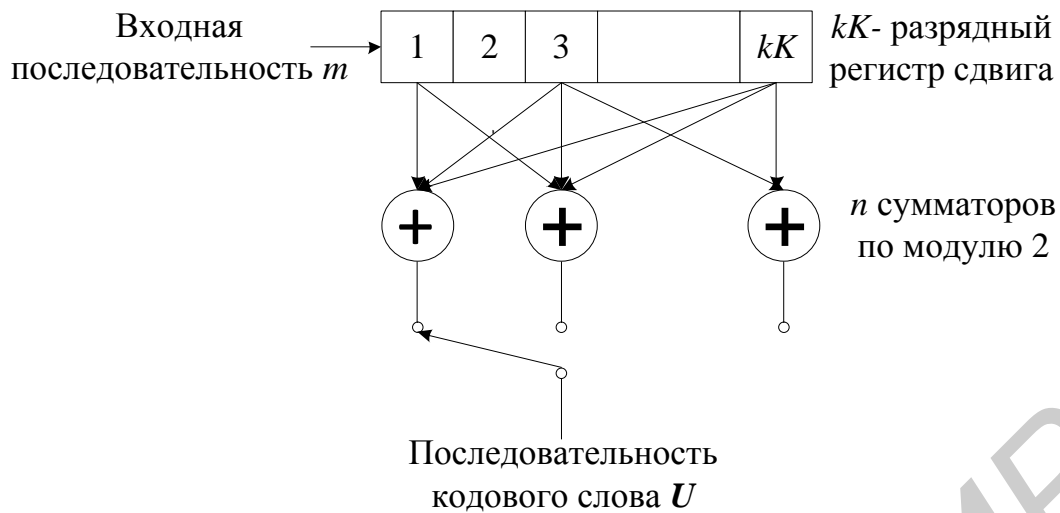 Входная
последовательность m
1 2 3 kK
kK- разрядный
регистр сдвига
+ + +
n сумматоров
по модулю 2
Последовательность
кодового слова U